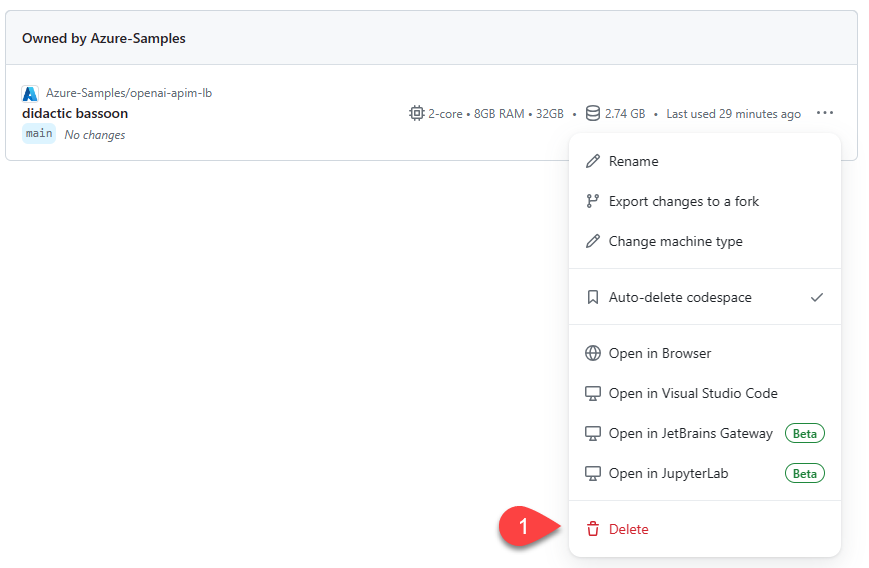 Owned by Azure-Samples
Azure-Samples/openai-apim-lb
didactic bassoon
2-core • 8GB RAM • 32GB • 2.74 GB • Last used 29 minutes ago ···
main No changes
Rename
Export changes to a fork
Change machine type
Auto-delete codespace
Open in Browser
Open in Visual Studio Code
Open in JetBrains Gateway Beta
Open in JupyterLab Beta
1 Delete